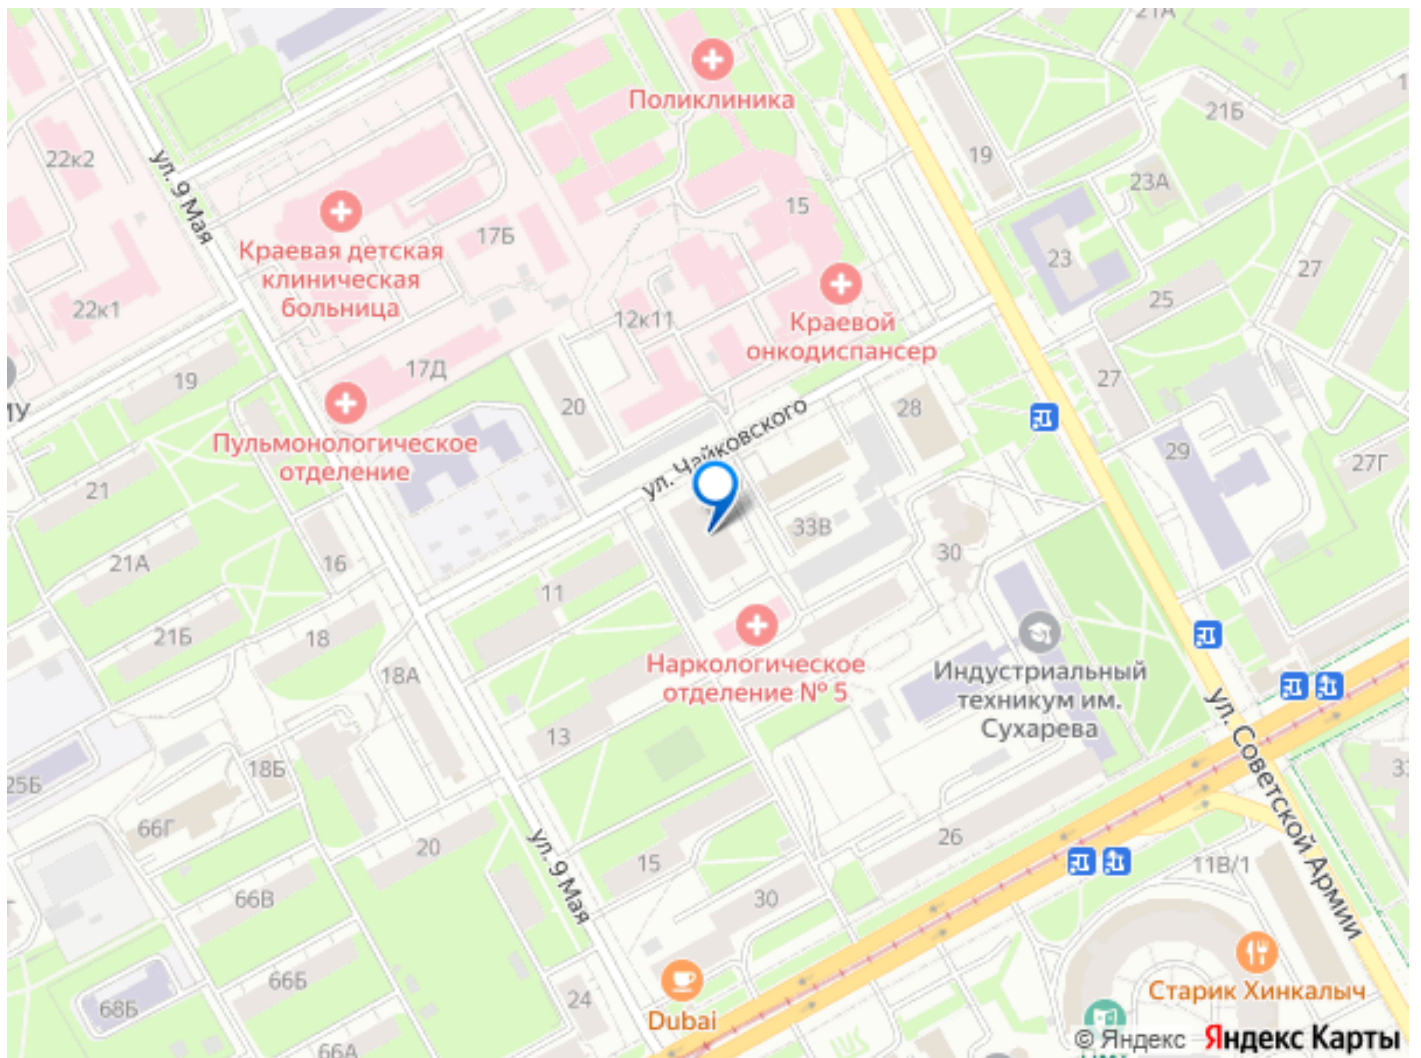 21А
Поликлиника
21Б
19
22к2
23А
ул. 9 Мая
15
17Б
Краевая детская
клиническая
больница
23
27
25
22к1
12к11
Краевой
онкодиспансер
17Д
19
27
20
28
ул. Чайковского
Пульмонологическое
отделение
29
27Г
21
33В
30
21А
16
11
21Б
18
Наркологическое
отделение № 5
Индустриальный
техникум им.
Сухарева
18А
ул. Советской Армии
13
18Б
25Б
66Г
20
26
15
11В/1
ул. 9 Мая
66В
30
66Б
24
68Б
Dubai
Старик Хинкалыч
66А
© Яндекс Яндекс Карты